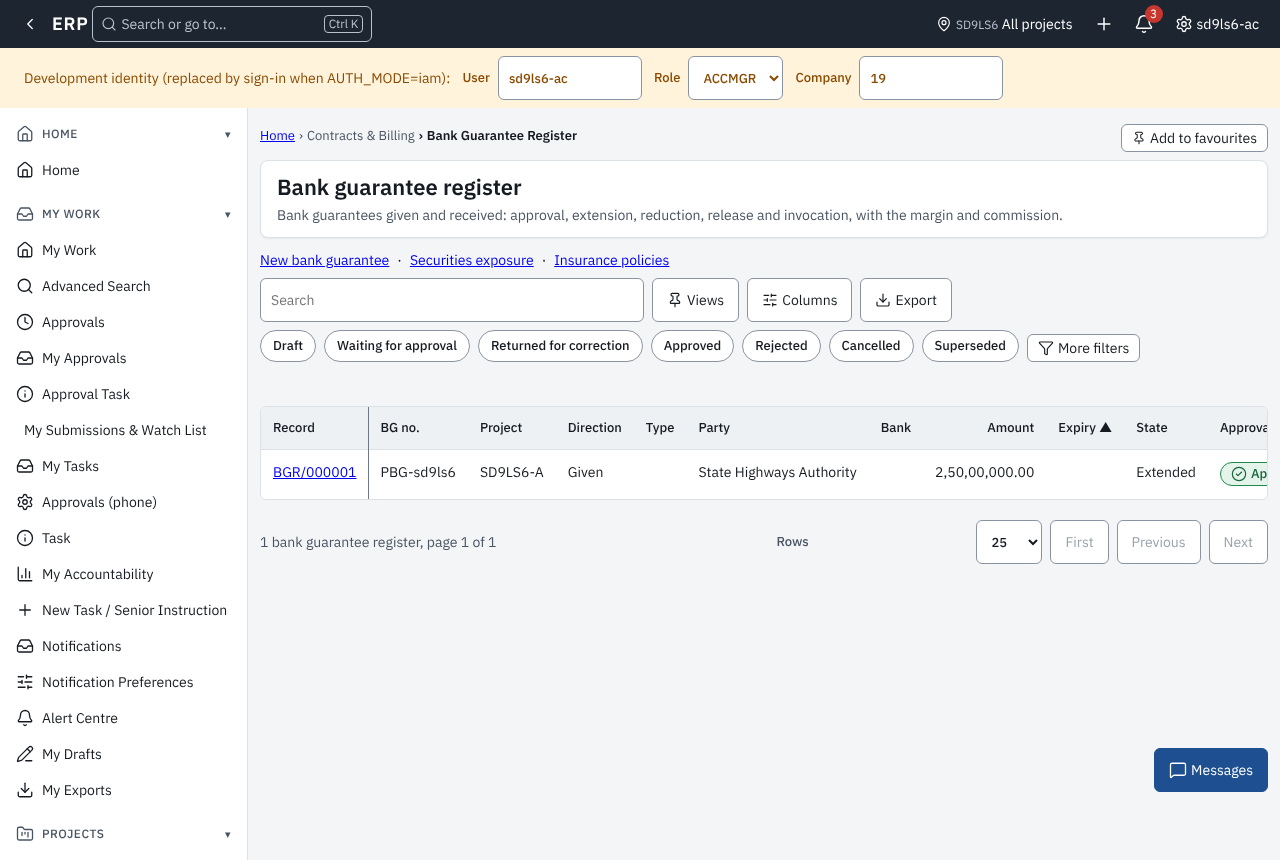 ERP Search or go to... Ctrl K SD9LS6 All projects 3 sd9ls6-ac
Development identity (replaced by sign-in when AUTH_MODE=iam): User sd9ls6-ac Role ACCMGR Company 19
HOME
Home
MY WORK
My Work
Advanced Search
Approvals
My Approvals
Approval Task
My Submissions & Watch List
My Tasks
Approvals (phone)
Task
My Accountability
New Task / Senior Instruction
Notifications
Notification Preferences
Alert Centre
My Drafts
My Exports
PROJECTS
Home › Contracts & Billing › Bank Guarantee Register
Add to favourites
Bank guarantee register
Bank guarantees given and received: approval, extension, reduction, release and invocation, with the margin and commission.
New bank guarantee · Securities exposure · Insurance policies
Search Views Columns Export
Draft Waiting for approval Returned for correction Approved Rejected Cancelled Superseded More filters
Record BG no. Project Direction Type Party Bank Amount Expiry ▲ State Approva
BGR/000001 PBG-sd9ls6 SD9LS6-A Given State Highways Authority 2,50,00,000.00 Extended Ap
1 bank guarantee register, page 1 of 1 Rows 25 First Previous Next
Messages